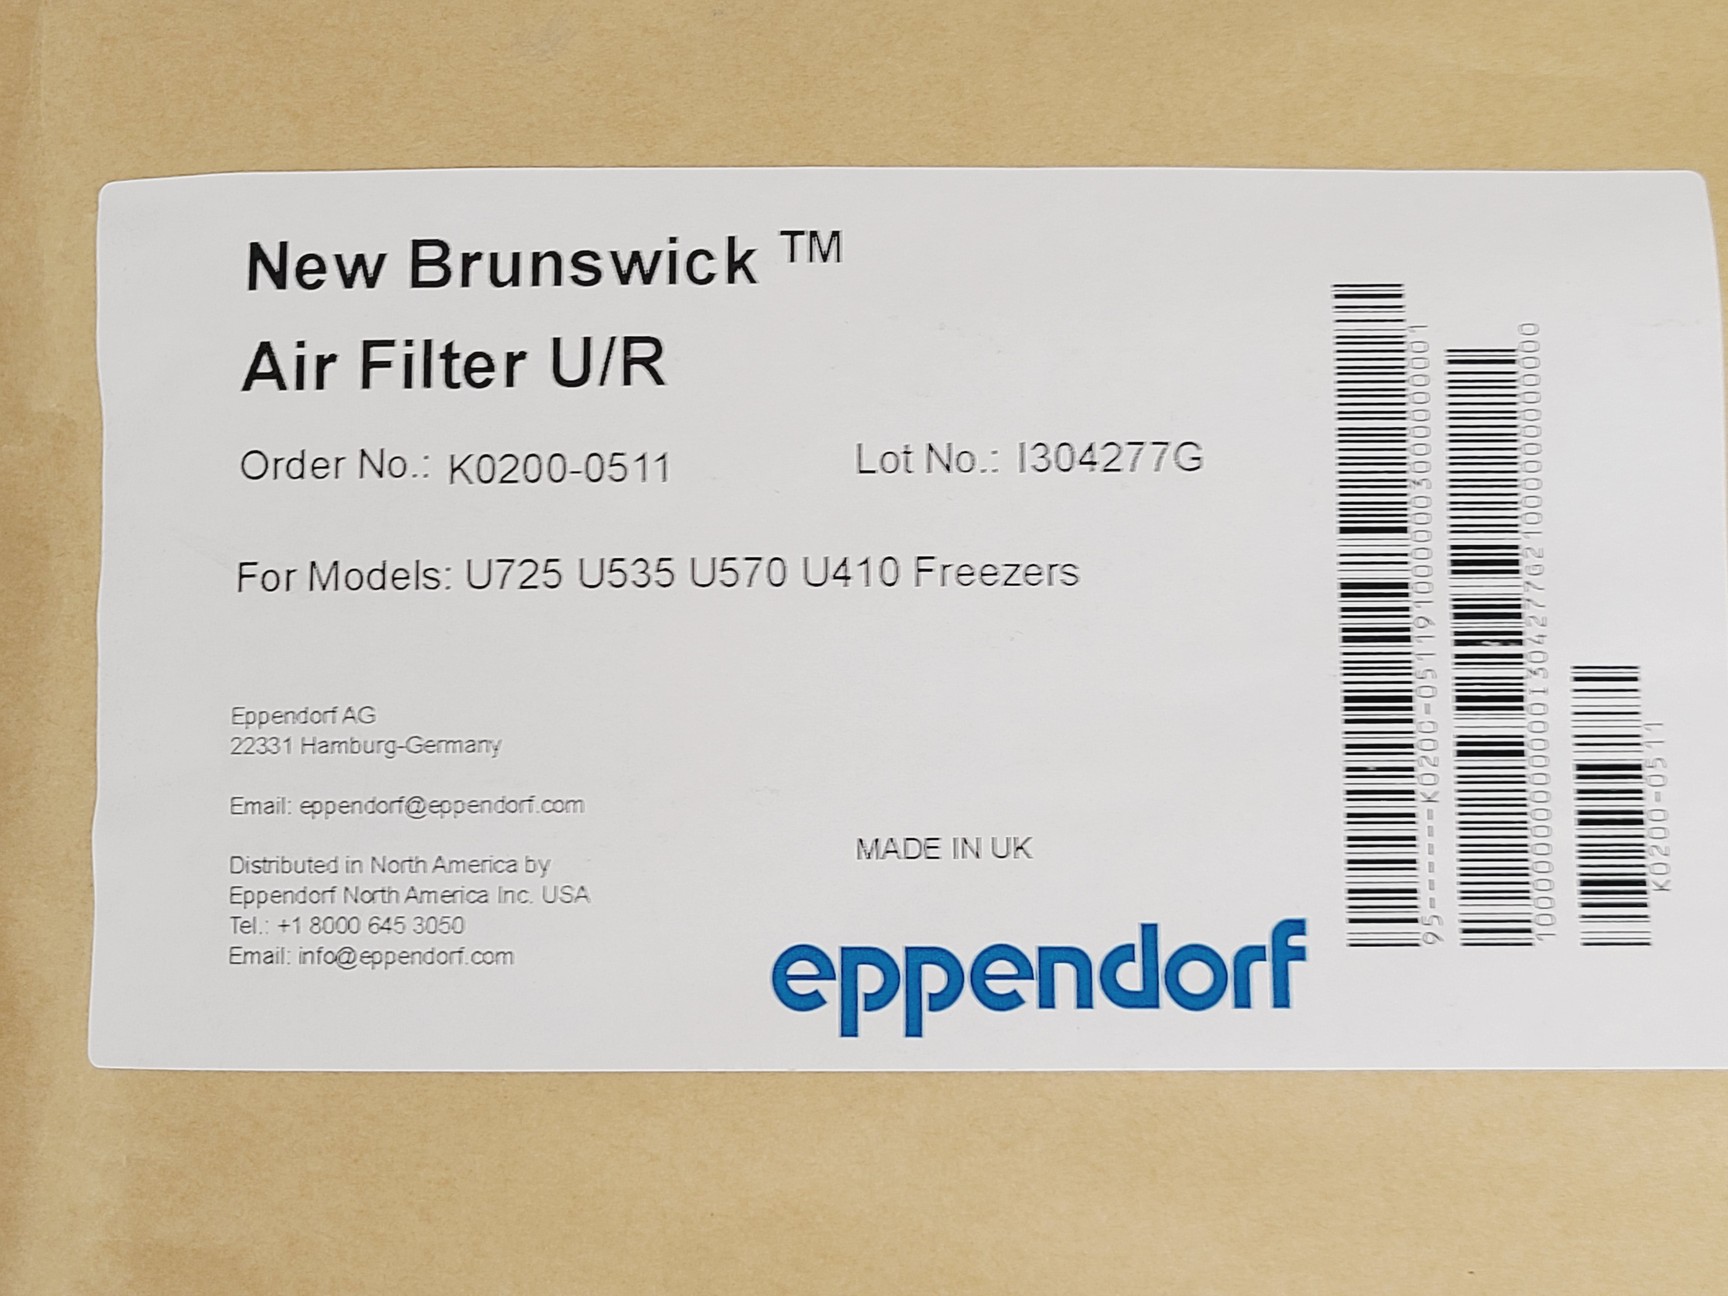 New Brunswick ™
Air Filter U/R
Order No.: K0200-0511
Lot No.: I304277G
For Models: U725 U535 U570 U410 Freezers
Eppendorf AG
22331 Hamburg-Germany
Email: eppendorf@eppendorf.com
Distributed in North America by
Eppendorf North America Inc. USA
Tel.: +1 8000 645 3050
Email: info@eppendorf.com
MADE IN UK
eppendorf
K0200-0511